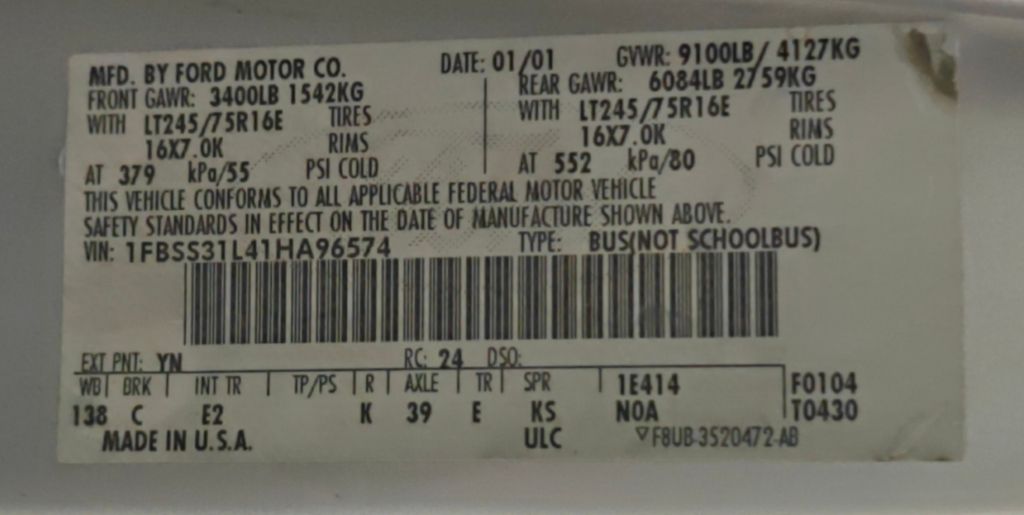 MFD. BY FORD MOTOR CO. DATE: 01/01 GVWR: 9100LB/ 4127KG
FRONT GAWR: 3400LB 1542KG REAR GAWR: 6084LB 2759KG
WITH LT245/75R16E TIRES WITH LT245/75R16E TIRES
16X7.0K RIMS 16X7.0K RIMS
AT 379 kPa/55 PSI COLD AT 552 kPa/80 PSI COLD
THIS VEHICLE CONFORMS TO ALL APPLICABLE FEDERAL MOTOR VEHICLE
SAFETY STANDARDS IN EFFECT ON THE DATE OF MANUFACTURE SHOWN ABOVE.
VIN: 1FBSS31L41HA96574 TYPE: BUS(NOT SCHOOLBUS)
EXT PNT: YN RC: 24 DSO:
WB BRK INT TR TP/PS R AXLE TR SPR 1E414 F0104
138 C E2 K 39 E KS N0A T0430
MADE IN U.S.A. ULC F8UB-3520472-AB